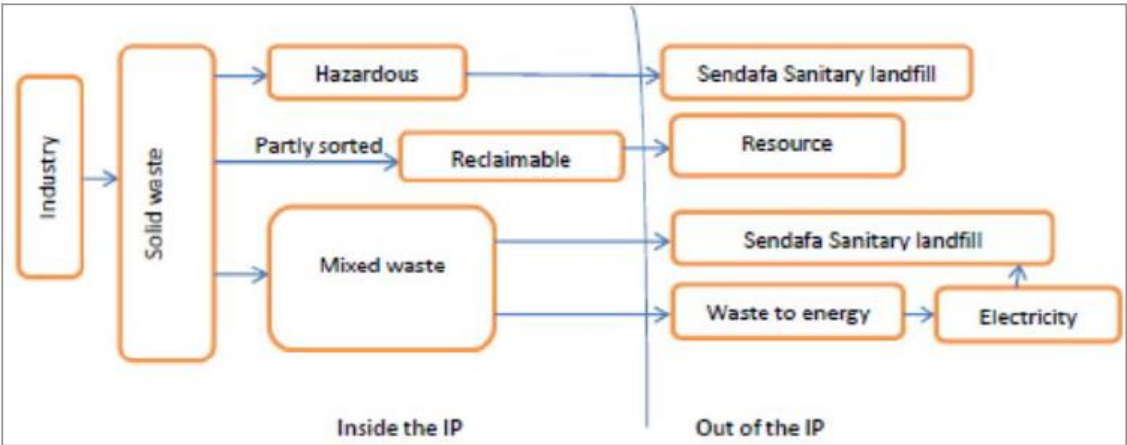 Industry
Solid waste
Hazardous
Sendafa Sanitary landfill
Partly sorted
Reclaimable
Resource
Mixed waste
Sendafa Sanitary landfill
Waste to energy
Electricity
Inside the IP
Out of the IP